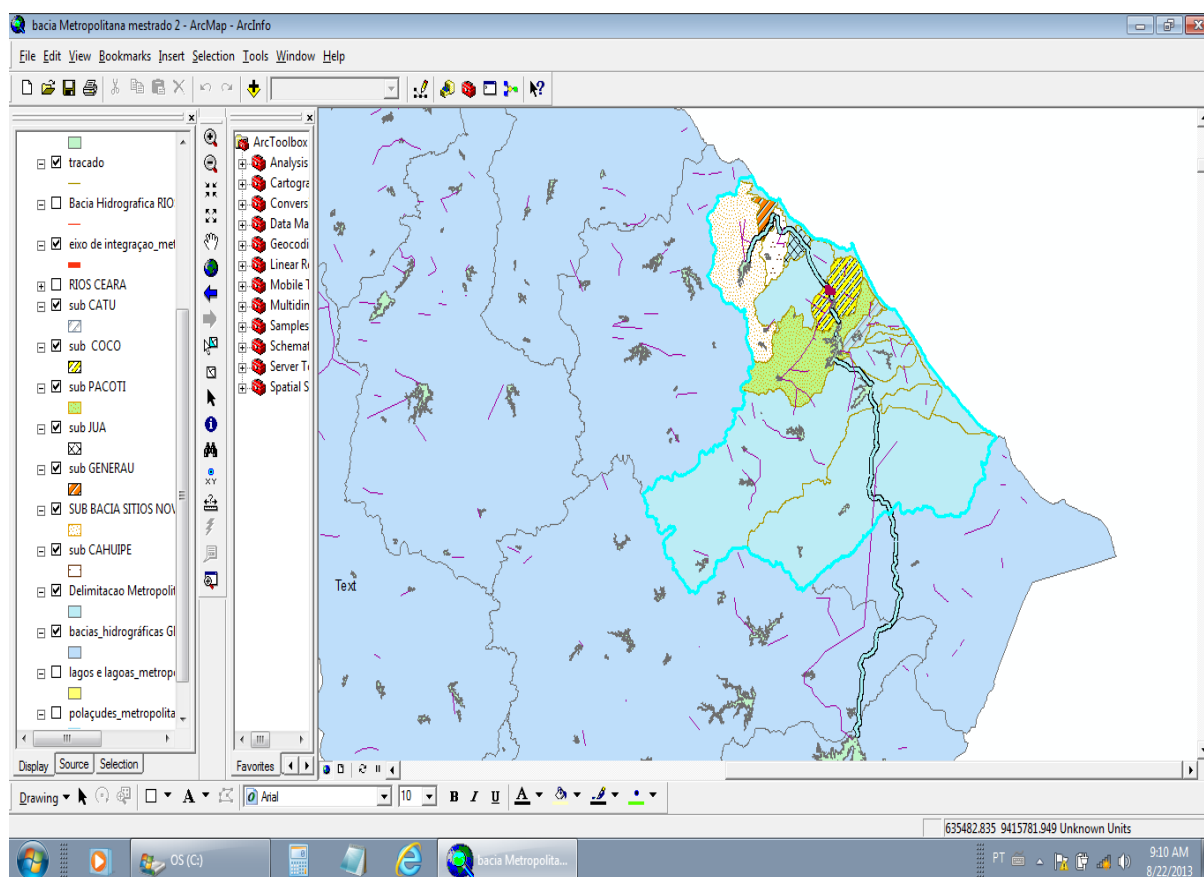 bacia Metropolitana mestrado 2 - ArcMap - ArcInfo
File Edit View Bookmarks Insert Selection Tools Window Help
tracado
Bacia Hidrografica RIO
eixo de integraçao_met
RIOS CEARA
sub CATU
sub COCO
sub PACOTI
sub JUA
sub GENERAU
SUB BACIA SITIOS NOV
sub CAHUIPE
Delimitacao Metropolit
bacias_hidrográficas GI
lagos e lagoas_metrop
polaçudes_metropolita
Display Source Selection
XY
ArcToolbox
Analysis
Cartogra
Convers
Data Ma
Geocodi
Linear R
Mobile T
Multidin
Samples
Schemat
Server T
Spatial S
Favorites
Text
Drawing A Arial 10 B I U A
635482.835 9415781.949 Unknown Units
OS (C:) bacia Metropolita... PT 9:10 AM
8/22/2013